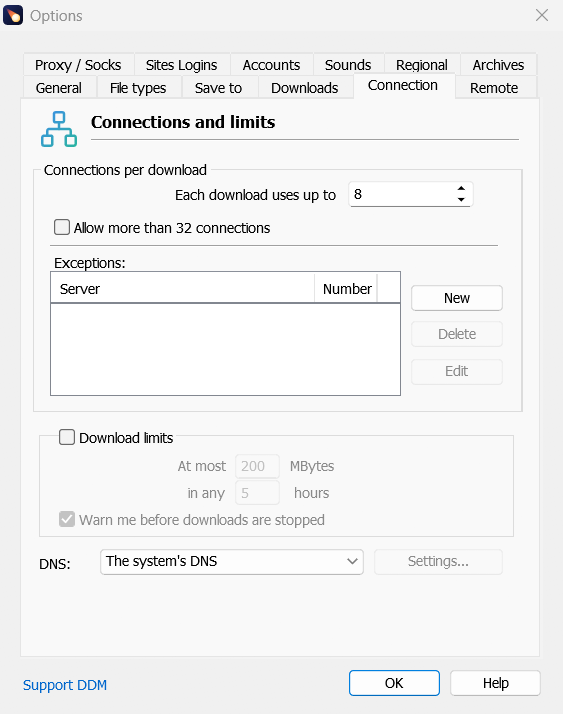 Options
Proxy / Socks Sites Logins Accounts Sounds Regional Archives
General File types Save to Downloads Connection Remote
Connections and limits
Connections per download
Each download uses up to 8
Allow more than 32 connections
Exceptions:
Server Number
New
Delete
Edit
Download limits
At most 200 MBytes
in any 5 hours
Warn me before downloads are stopped
DNS: The system's DNS Settings...
Support DDM OK Help